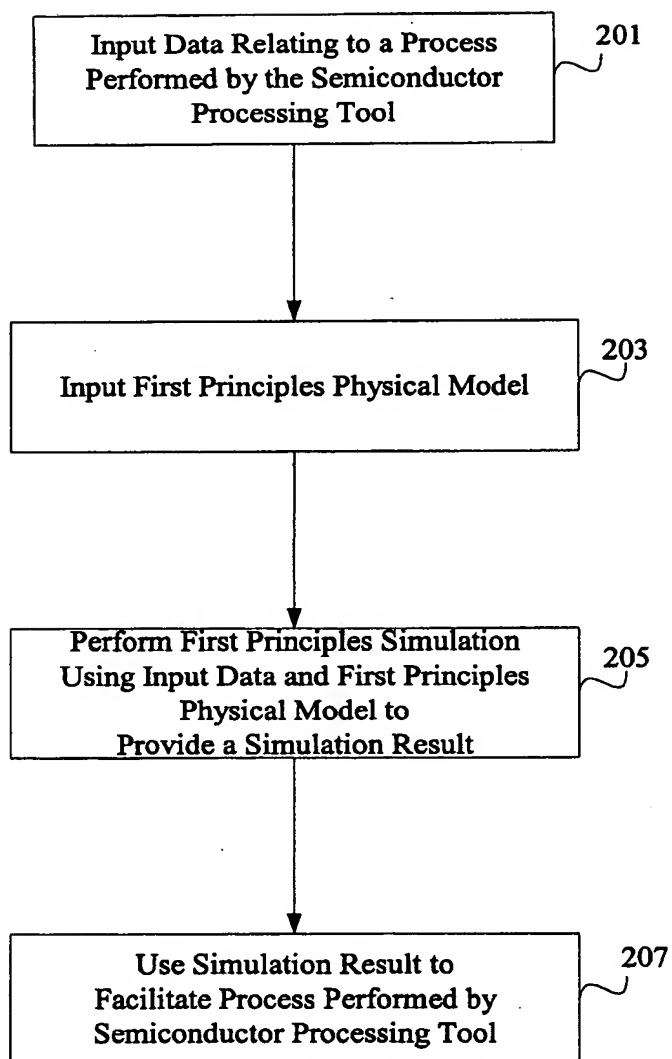 Input Data Relating to a Process
Performed by the Semiconductor
Processing Tool
201
Input First Principles Physical Model
203
Perform First Principles Simulation
Using Input Data and First Principles
Physical Model to
Provide a Simulation Result
205
Use Simulation Result to
Facilitate Process Performed by
Semiconductor Processing Tool
207